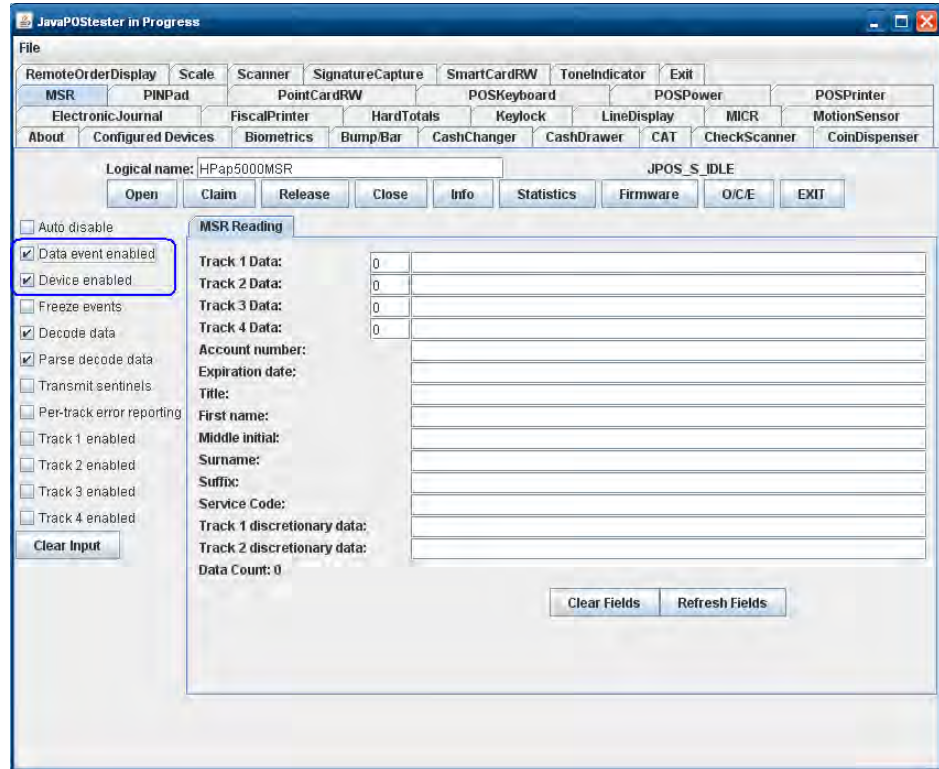 JavaPOStester in Progress
File
RemoteOrderDisplay Scale Scanner SignatureCapture SmartCardRW ToneIndicator Exit
MSR PINPad PointCardRW POSKeyboard POSPower POSPrinter
ElectronicJournal FiscalPrinter HardTotals Keylock LineDisplay MICR MotionSensor
About Configured Devices Biometrics Bump/Bar CashChanger CashDrawer CAT CheckScanner CoinDispenser
Logical name: HPap5000MSR JPOS_S_IDLE
Open Claim Release Close Info Statistics Firmware O/C/E EXIT
Auto disable
Data event enabled
Device enabled
Freeze events
Decode data
Parse decode data
Transmit sentinels
Per-track error reporting
Track 1 enabled
Track 2 enabled
Track 3 enabled
Track 4 enabled
Clear Input
MSR Reading
Track 1 Data: 0
Track 2 Data: 0
Track 3 Data: 0
Track 4 Data: 0
Account number:
Expiration date:
Title:
First name:
Middle initial:
Surname:
Suffix:
Service Code:
Track 1 discretionary data:
Track 2 discretionary data:
Data Count: 0
Clear Fields Refresh Fields